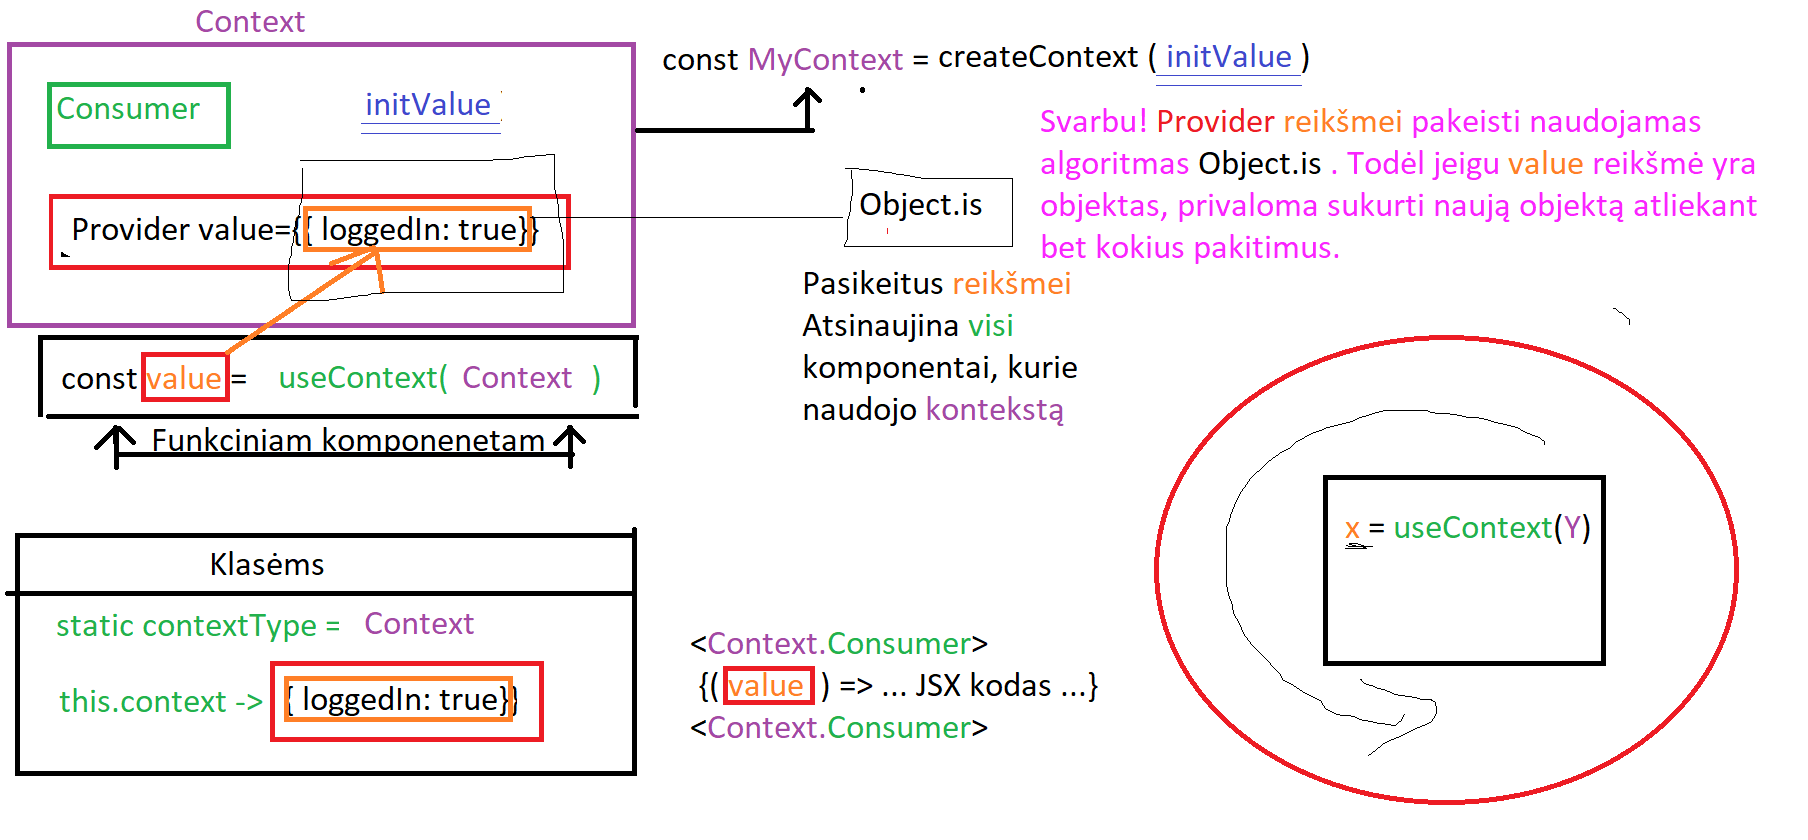 Context
Consumer
initValue
Provider value={{ loggedIn: true}}
const value = useContext( Context )
Funkciniam komponenetam
Klasėms
static contextType = Context
this.context -> { loggedIn: true}}
const MyContext = createContext ( initValue )
Svarbu! Provider reikšmei pakeisti naudojamas
algoritmas Object.is . Todėl jeigu value reikšmė yra
objektas, privaloma sukurti naują objektą atliekant
bet kokius pakitimus.
Object.is
Pasikeitus reikšmei
Atsinaujina visi
komponentai, kurie
naudojo kontekstą
<Context.Consumer>
{( value ) => ... JSX kodas ...}
<Context.Consumer>
x = useContext(Y)